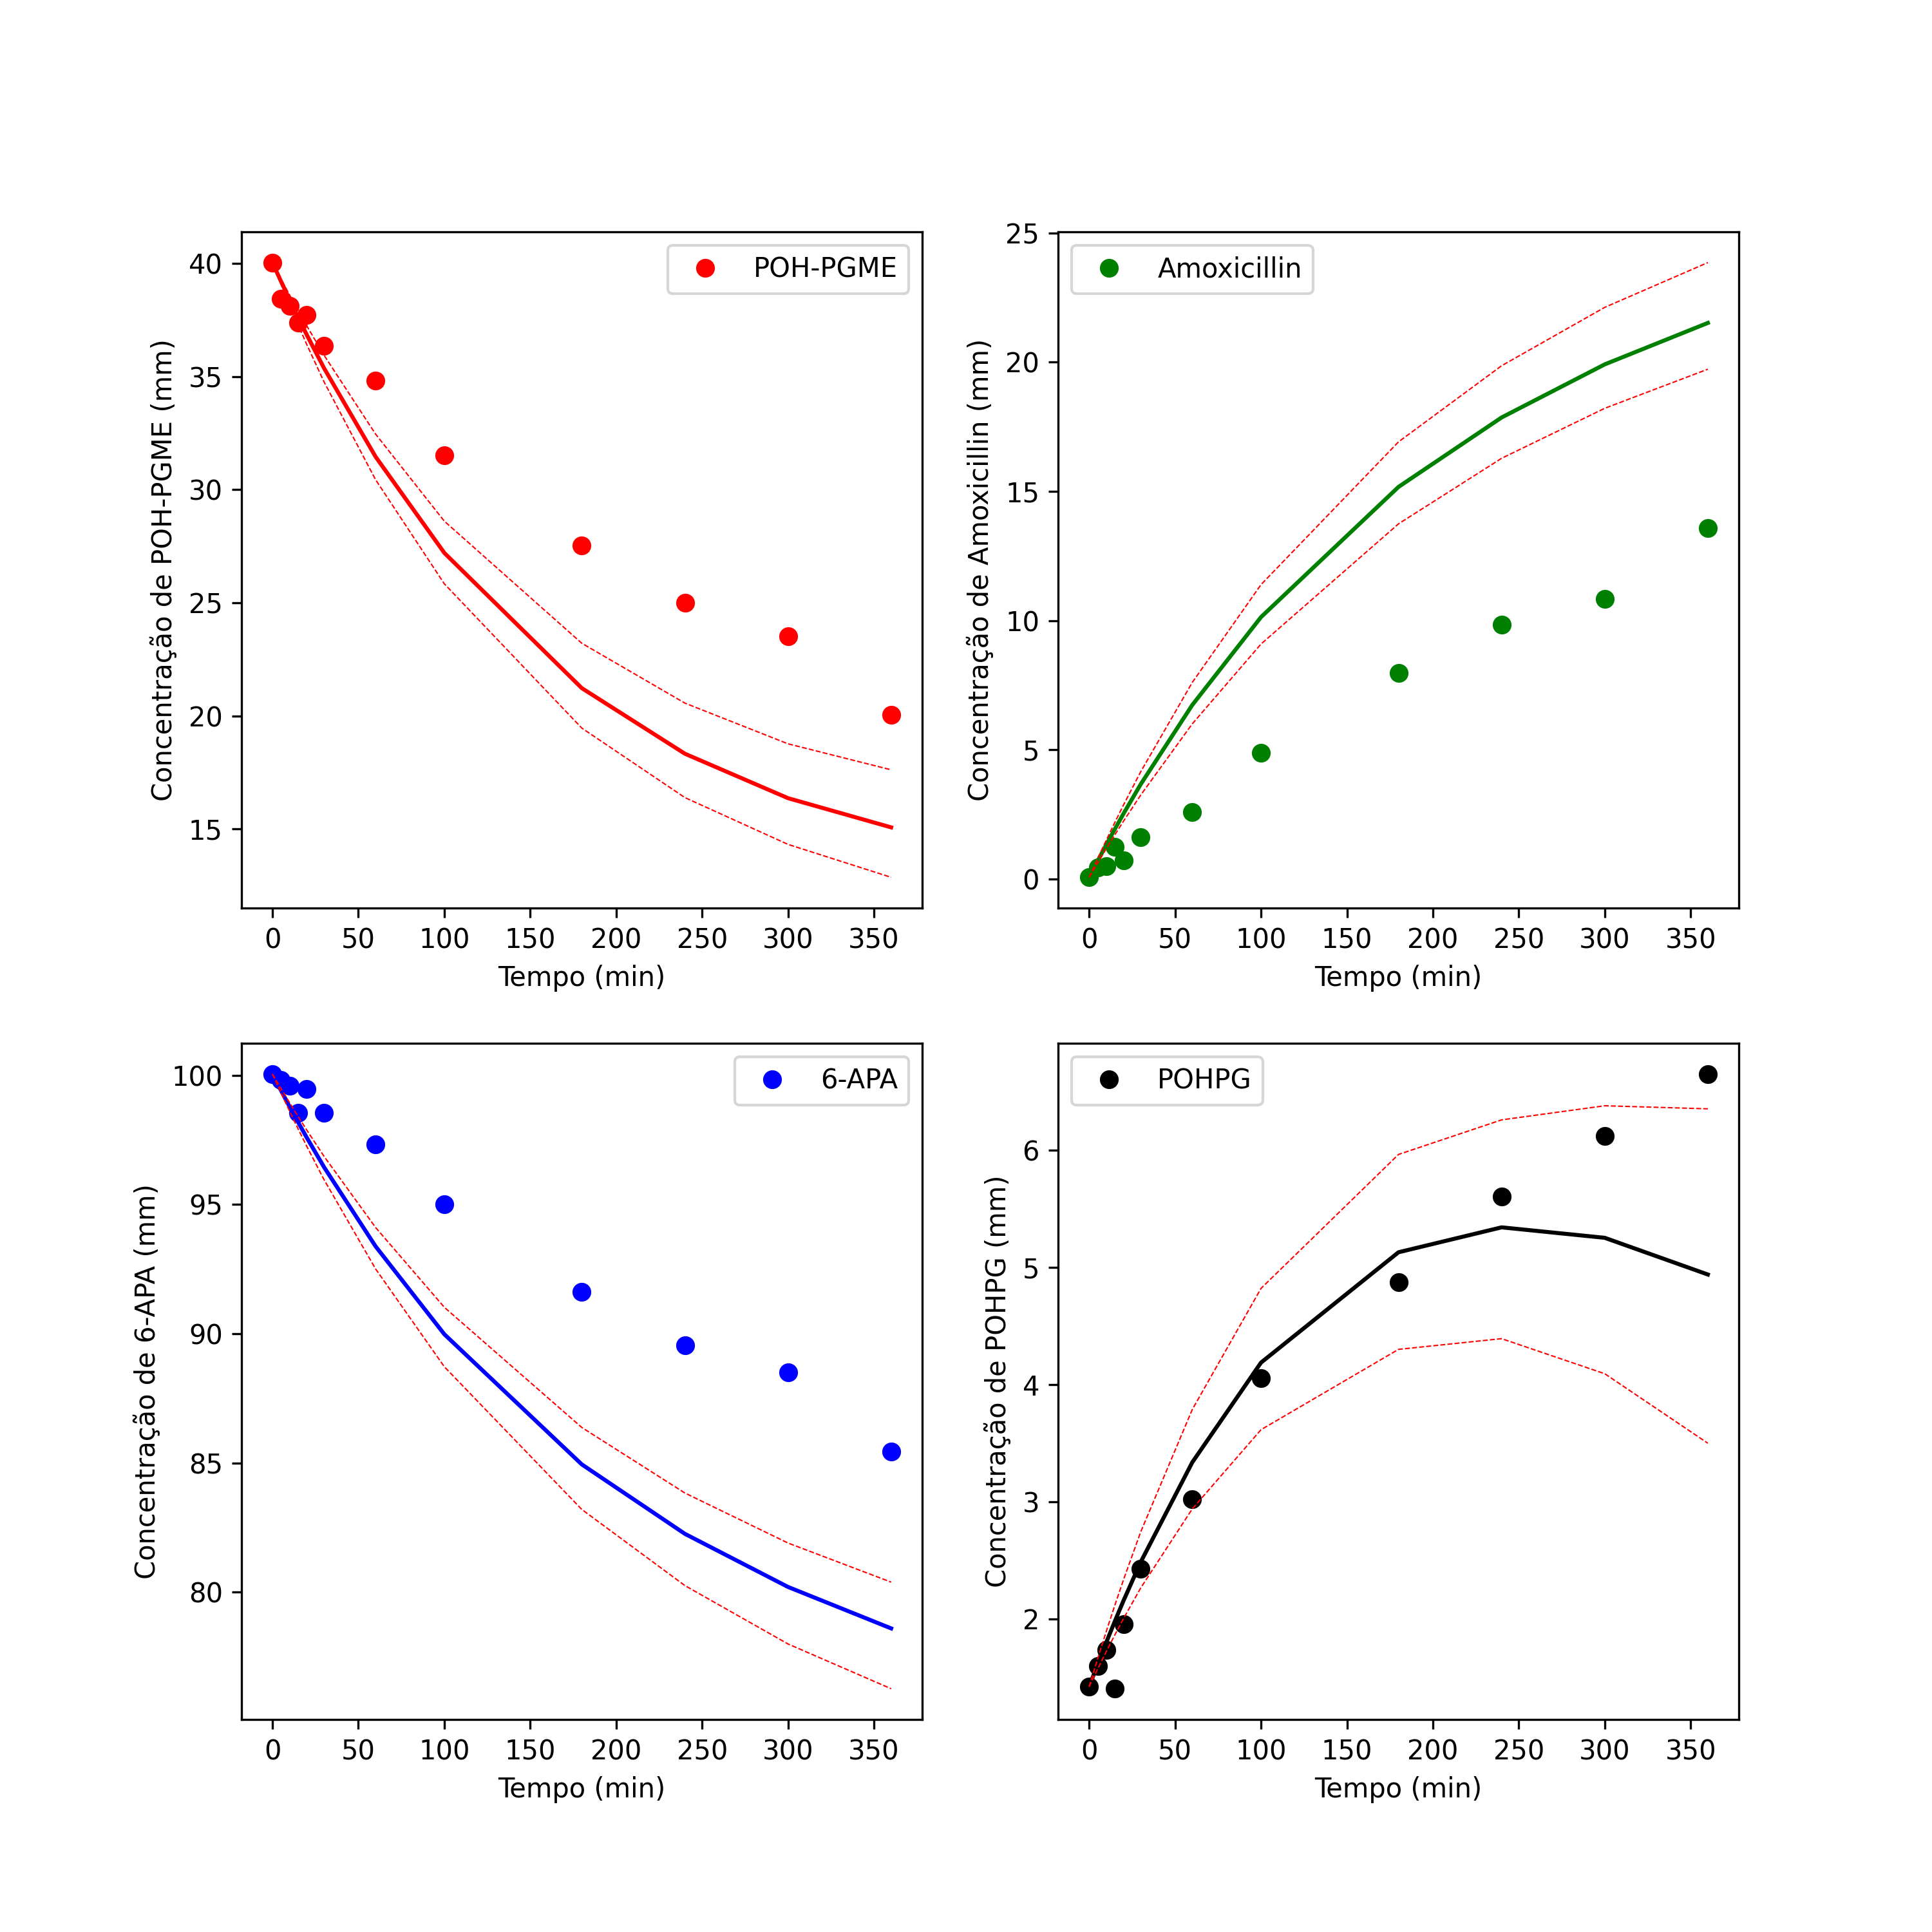 POH-PGME
Concentração de POH-PGME (mm)
40
35
30
25
20
15
0 50 100 150 200 250 300 350
Tempo (min)
Amoxicillin
Concentração de Amoxicillin (mm)
25
20
15
10
5
0
0 50 100 150 200 250 300 350
Tempo (min)
6-APA
Concentração de 6-APA (mm)
100
95
90
85
80
0 50 100 150 200 250 300 350
Tempo (min)
POHPG
Concentração de POHPG (mm)
6
5
4
3
2
0 50 100 150 200 250 300 350
Tempo (min)